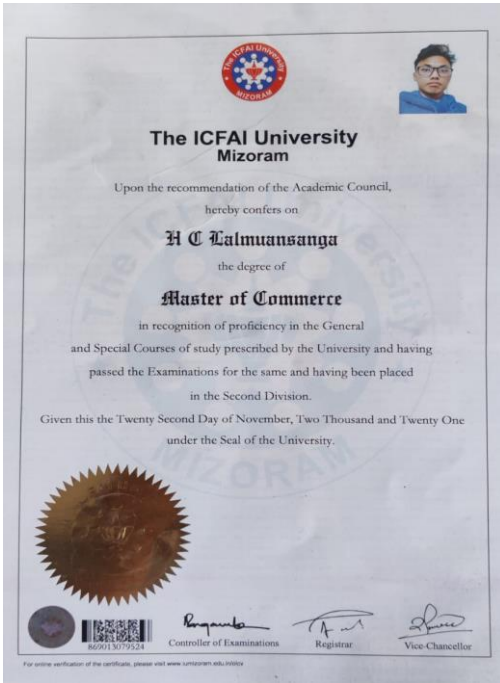 The ICFAI University
MIZORAM
The ICFAI University
Mizoram
Upon the recommendation of the Academic Council,
hereby confers on
H C Lalmuansanga
the degree of
Master of Commerce
in recognition of proficiency in the General
and Special Courses of study prescribed by the University and having
passed the Examinations for the same and having been placed
in the Second Division.
Given this the Twenty Second Day of November, Two Thousand and Twenty One
under the Seal of the University.
The ICFAI University
MIZORAM
869013079524
Controller of Examinations
Registrar
Vice-Chancellor
For online verification of the certificate, please visit www.iumizoram.edu.in/idov